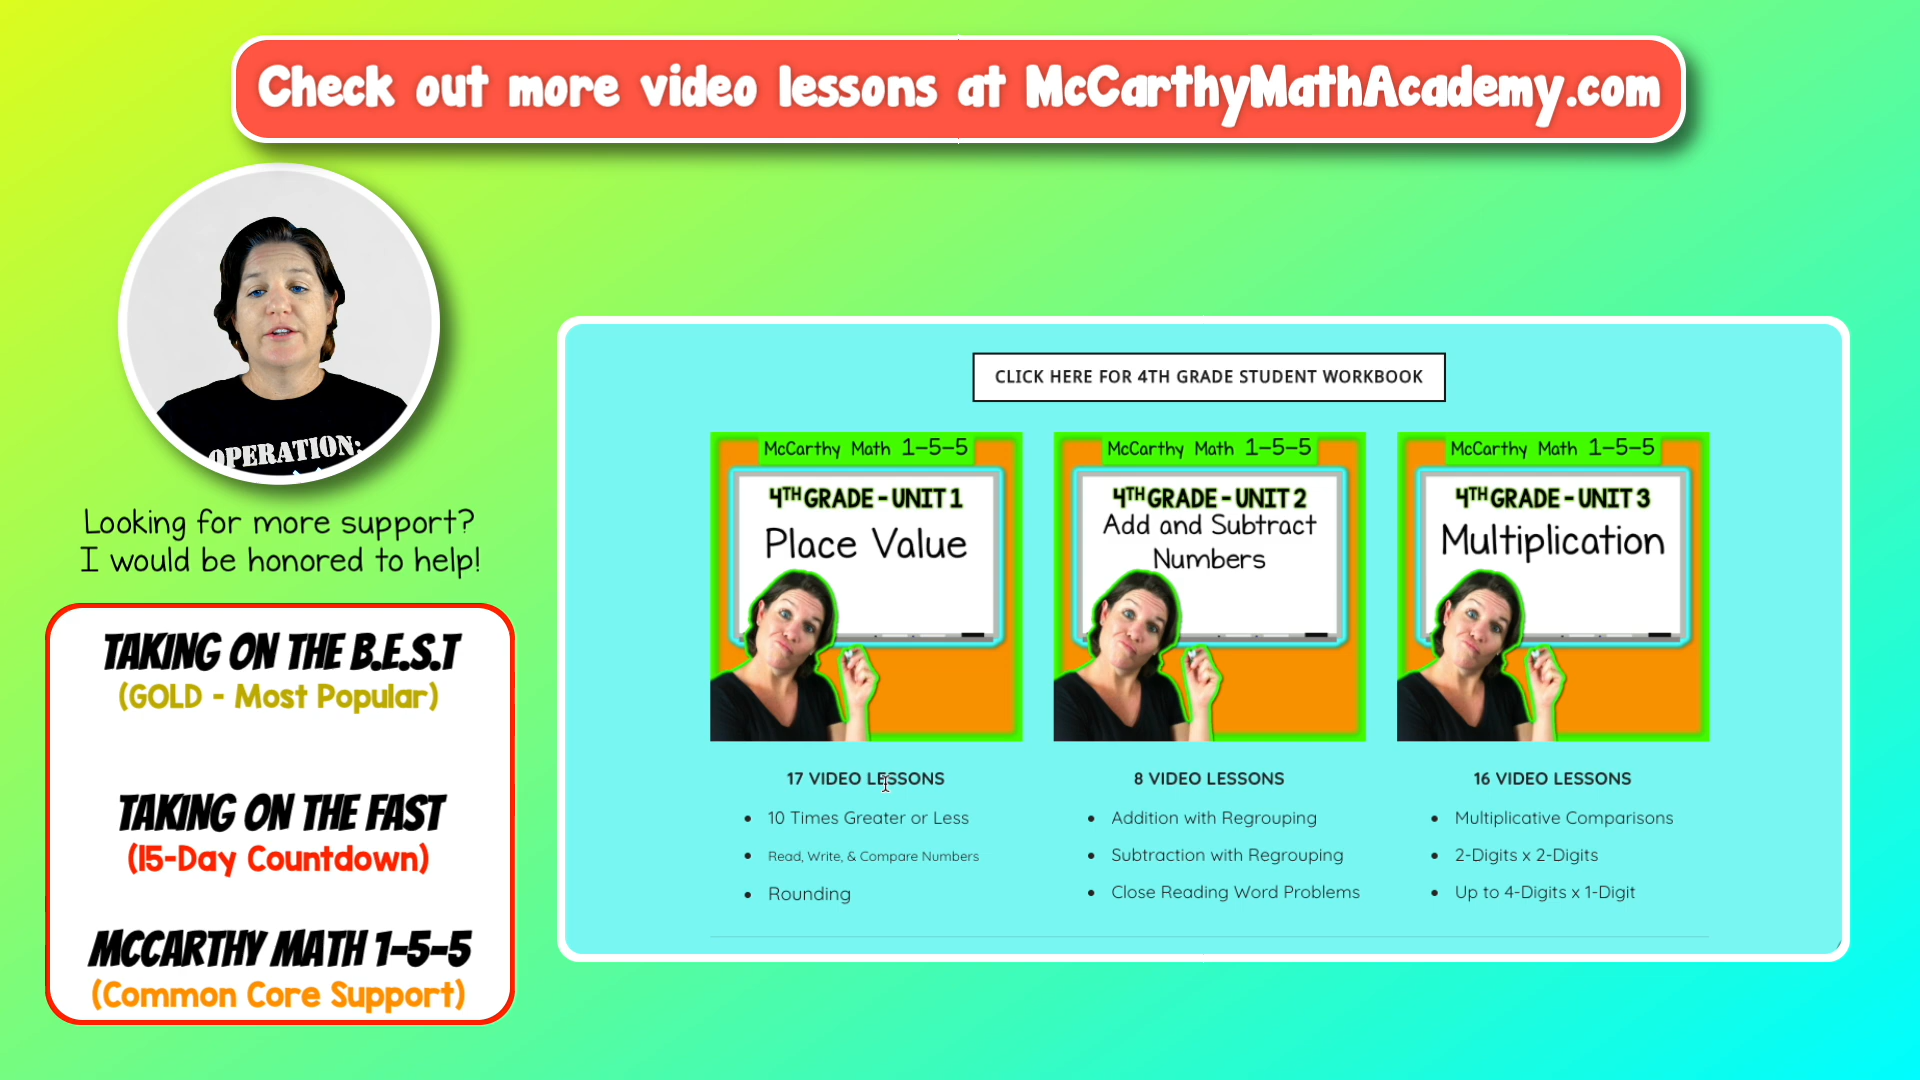 Check out more video lessons at McCarthyMathAcademy.com
OPERATION:
Looking for more support?
I would be honored to help!
TAKING ON THE B.E.S.T
(GOLD - Most Popular)
TAKING ON THE FAST
(15-Day Countdown)
MCCARTHY MATH 1-5-5
(Common Core Support)
CLICK HERE FOR 4TH GRADE STUDENT WORKBOOK
McCarthy Math 1-5-5
4TH GRADE - UNIT 1
Place Value
17 VIDEO LESSONS
• 10 Times Greater or Less
• Read, Write, & Compare Numbers
• Rounding
McCarthy Math 1-5-5
4TH GRADE - UNIT 2
Add and Subtract
Numbers
8 VIDEO LESSONS
• Addition with Regrouping
• Subtraction with Regrouping
• Close Reading Word Problems
McCarthy Math 1-5-5
4TH GRADE - UNIT 3
Multiplication
16 VIDEO LESSONS
• Multiplicative Comparisons
• 2-Digits x 2-Digits
• Up to 4-Digits x 1-Digit